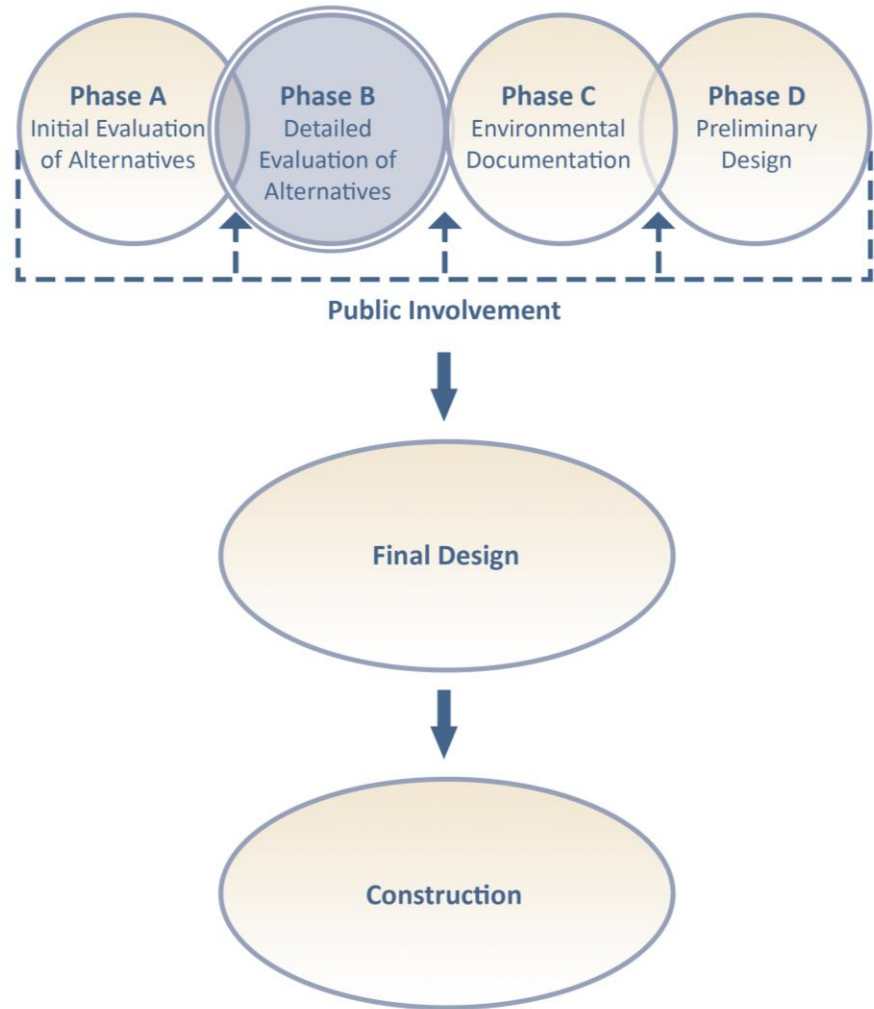 Phase A
Initial Evaluation
of Alternatives
Phase B
Detailed
Evaluation of
Alternatives
Phase C
Environmental
Documentation
Phase D
Preliminary
Design
Public Involvement
Final Design
Construction